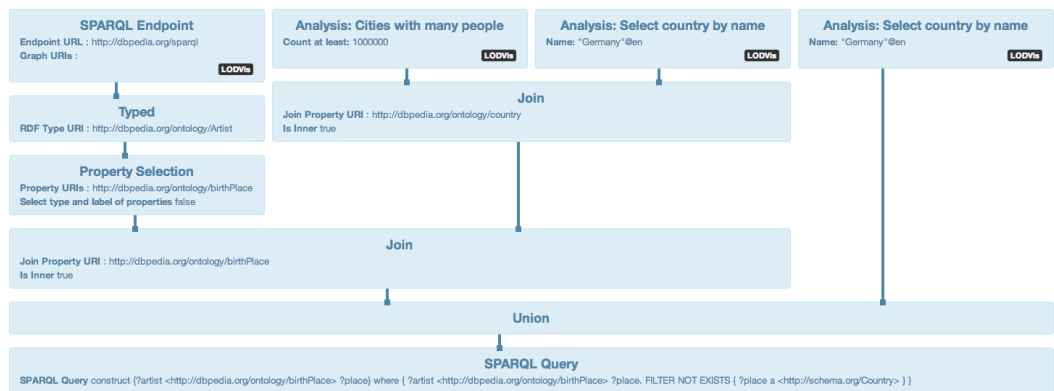 SPARQL Endpoint
Endpoint URL : http://dbpedia.org/sparql
Graph URIs :
LODVis
Analysis: Cities with many people
Count at least: 1000000
LODVis
Analysis: Select country by name
Name: "Germany"@en
LODVis
Analysis: Select country by name
Name: "Germany"@en
LODVis
Typed
RDF Type URI : http://dbpedia.org/ontology/Artist
Join
Join Property URI : http://dbpedia.org/ontology/country
Is Inner true
Property Selection
Property URIs : http://dbpedia.org/ontology/birthPlace
Select type and label of properties false
Join
Join Property URI : http://dbpedia.org/ontology/birthPlace
Is Inner true
Union
SPARQL Query
SPARQL Query construct {?artist <http://dbpedia.org/ontology/birthPlace> ?place} where { ?artist <http://dbpedia.org/ontology/birthPlace> ?place. FILTER NOT EXISTS { ?place a <http://schema.org/Country> } }